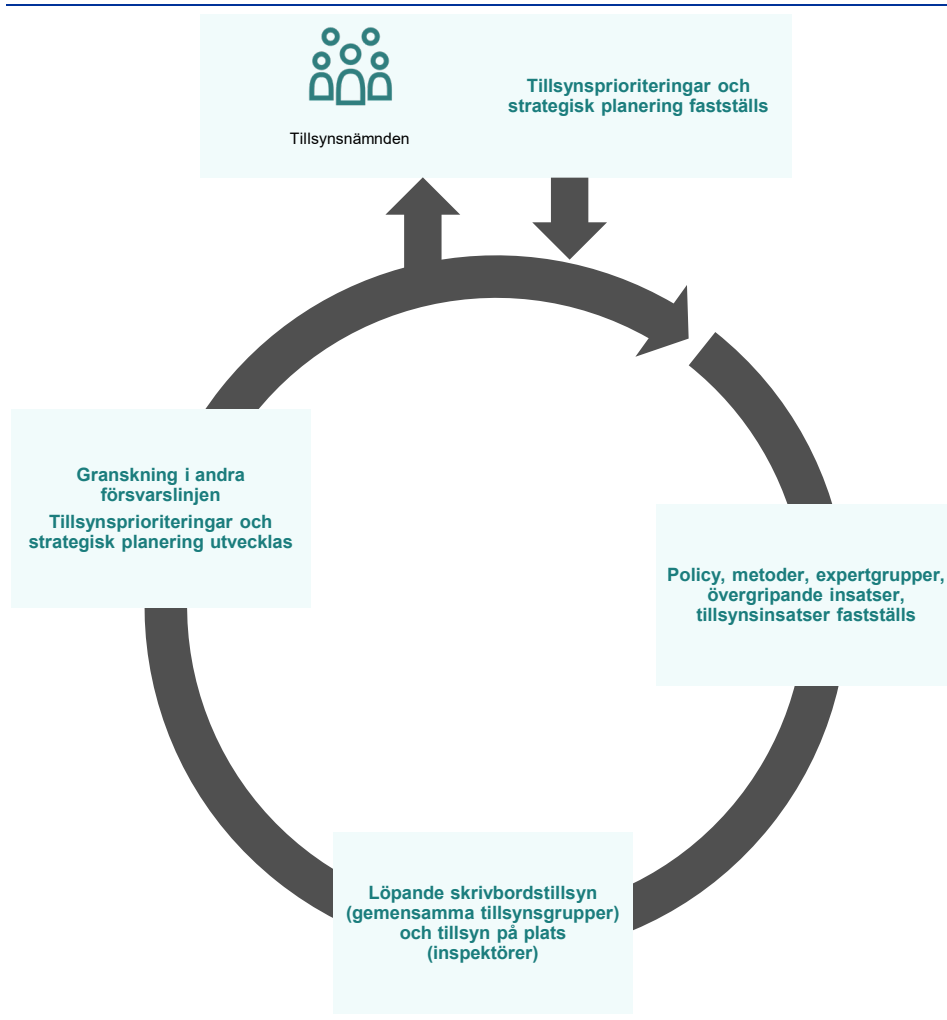 Tillsynsnämnden
Tillsynsprioriteringar och
strategisk planering fastställs
Granskning i andra
försvarslinjen
Tillsynsprioriteringar och
strategisk planering utvecklas
Policy, metoder, expertgrupper,
övergripande insatser,
tillsynsinsatser fastställs
Löpande skrivbordstillsyn
(gemensamma tillsynsgrupper)
och tillsyn på plats
(inspektörer)